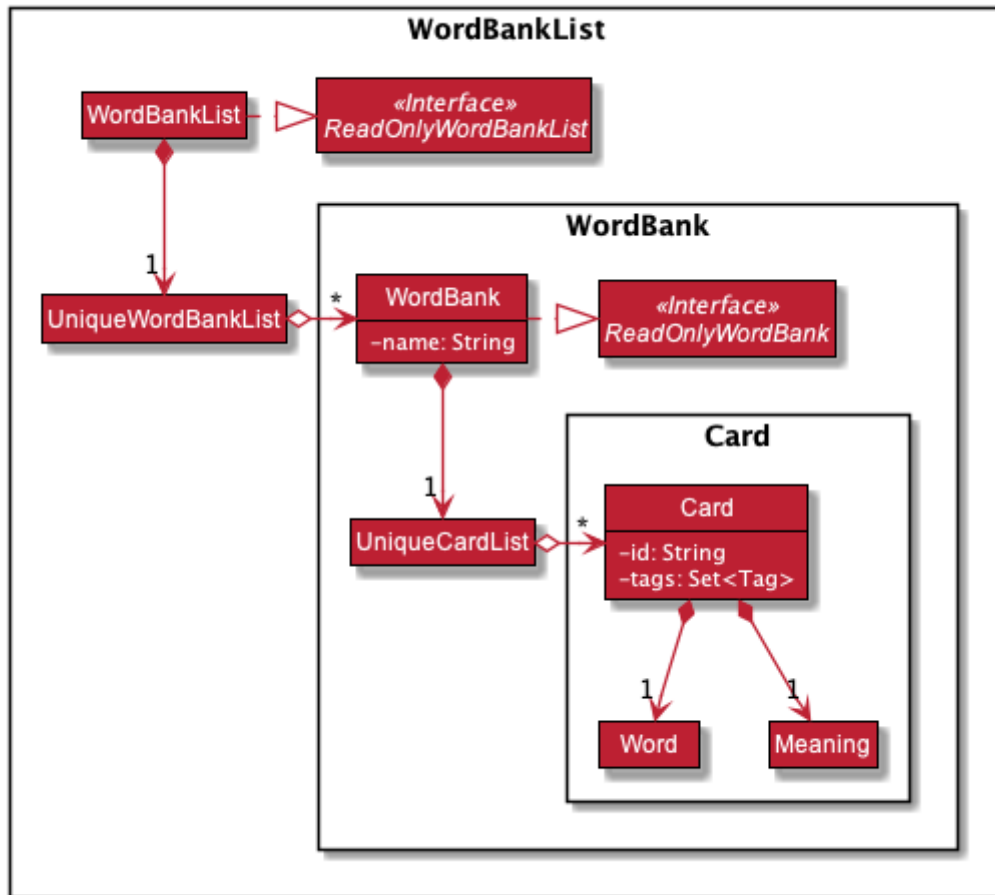 WordBankList
WordBankList
«Interface»
ReadOnlyWordBankList
WordBank
1
UniqueWordBankList
*
WordBank
–name: String
«Interface»
ReadOnlyWordBank
Card
1
UniqueCardList
*
Card
–id: String
–tags: Set<Tag>
1
1
Word
Meaning